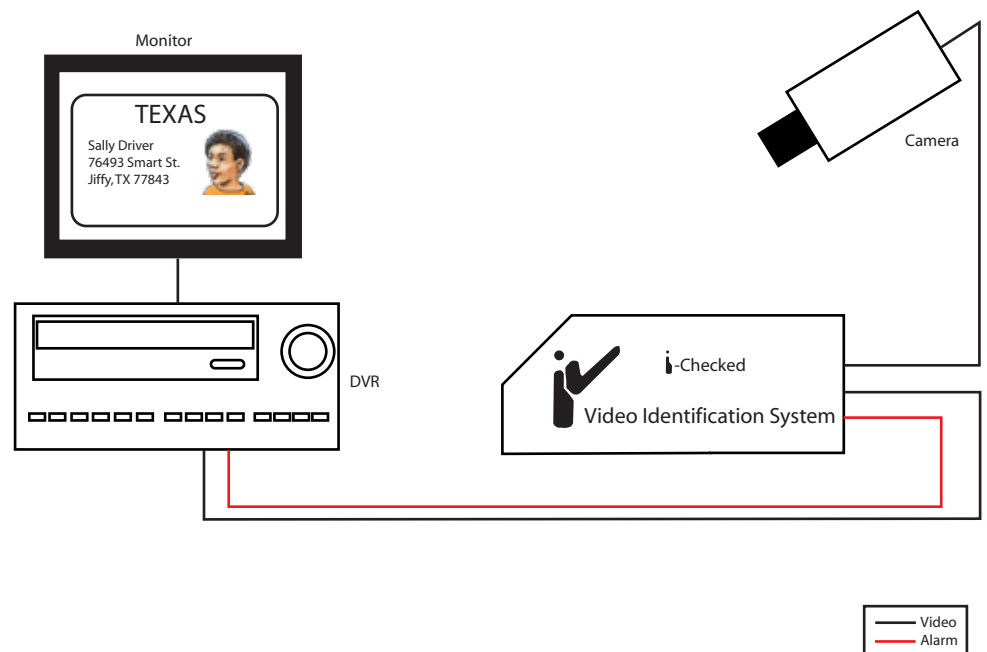 Monitor
TEXAS
Sally Driver
76493 Smart St.
Jiffy, TX 77843
Camera
DVR
i-Checked
Video Identification System
Video
Alarm